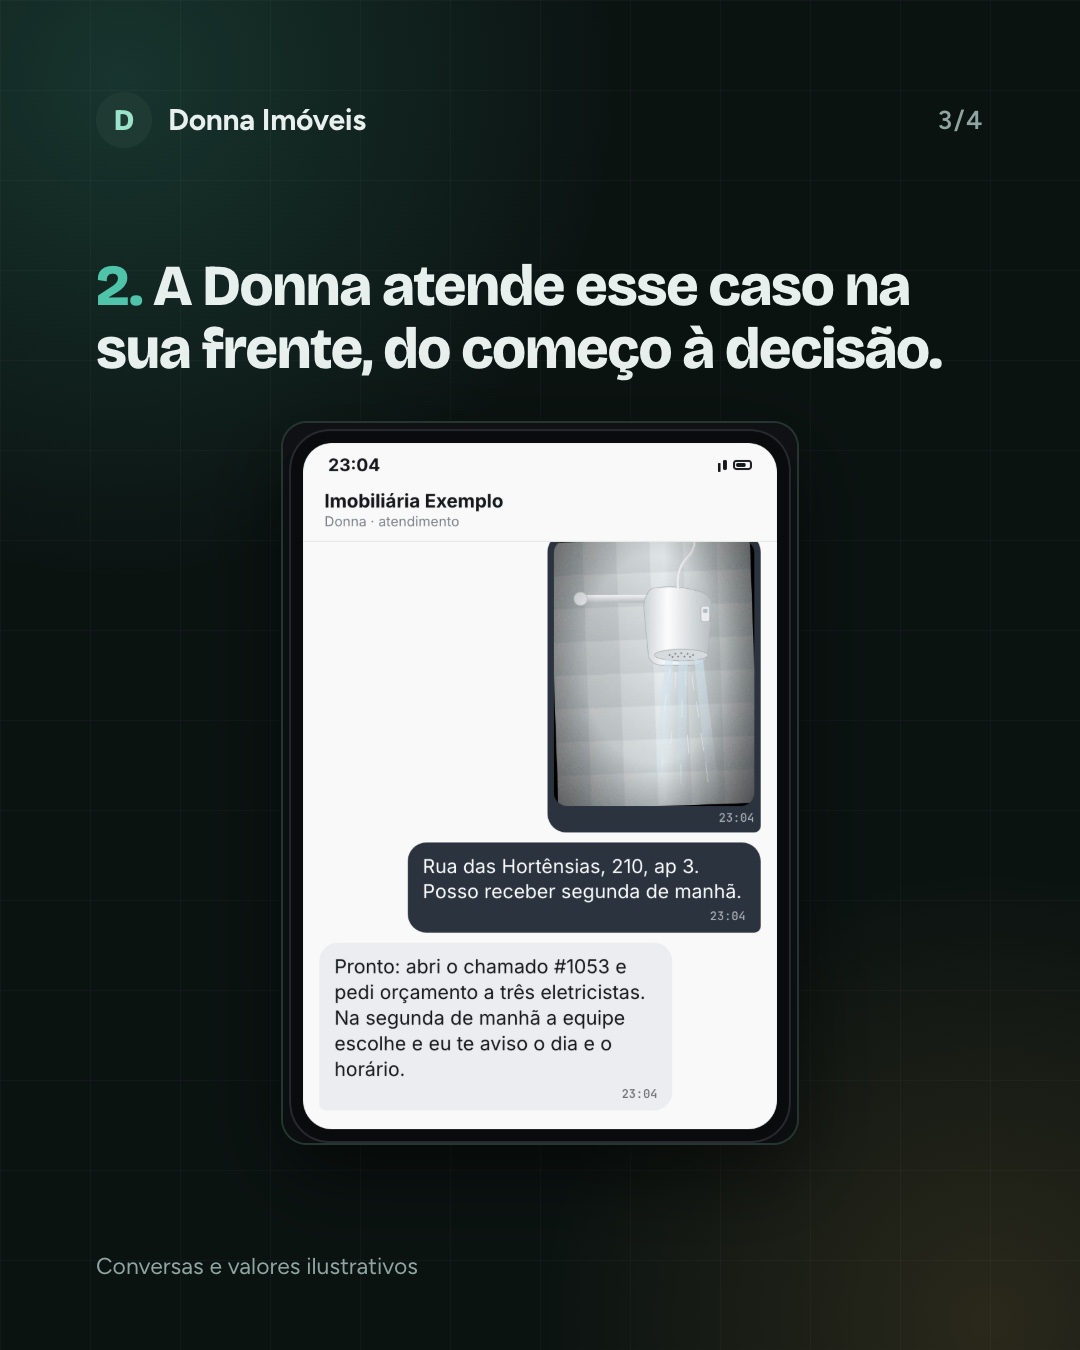 D Donna Imóveis
3/4
2. A Donna atende esse caso na
sua frente, do começo à decisão.
23:04
Imobiliária Exemplo
Donna · atendimento
23:04
Rua das Hortênsias, 210, ap 3.
Posso receber segunda de manhã.
23:04
Pronto: abri o chamado #1053 e
pedi orçamento a três eletricistas.
Na segunda de manhã a equipe
escolhe e eu te aviso o dia e o
horário.
23:04
Conversas e valores ilustrativos